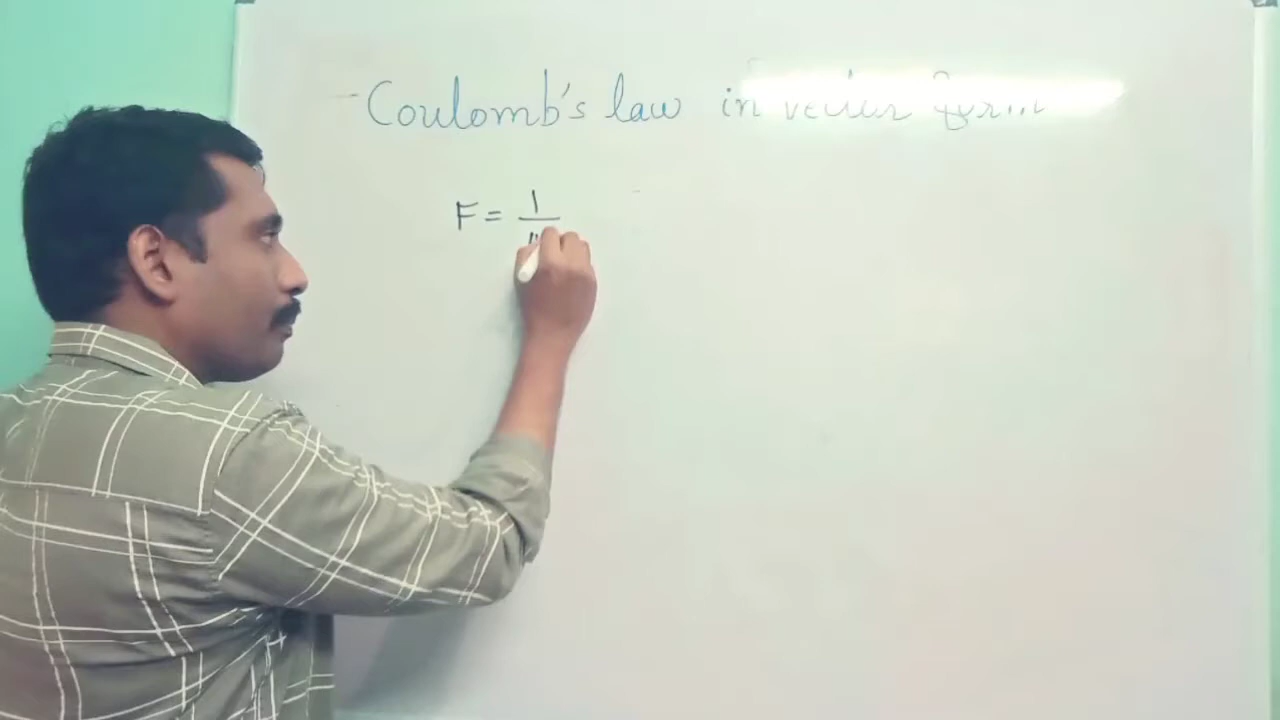 Coulomb's law in vector form
F = 1